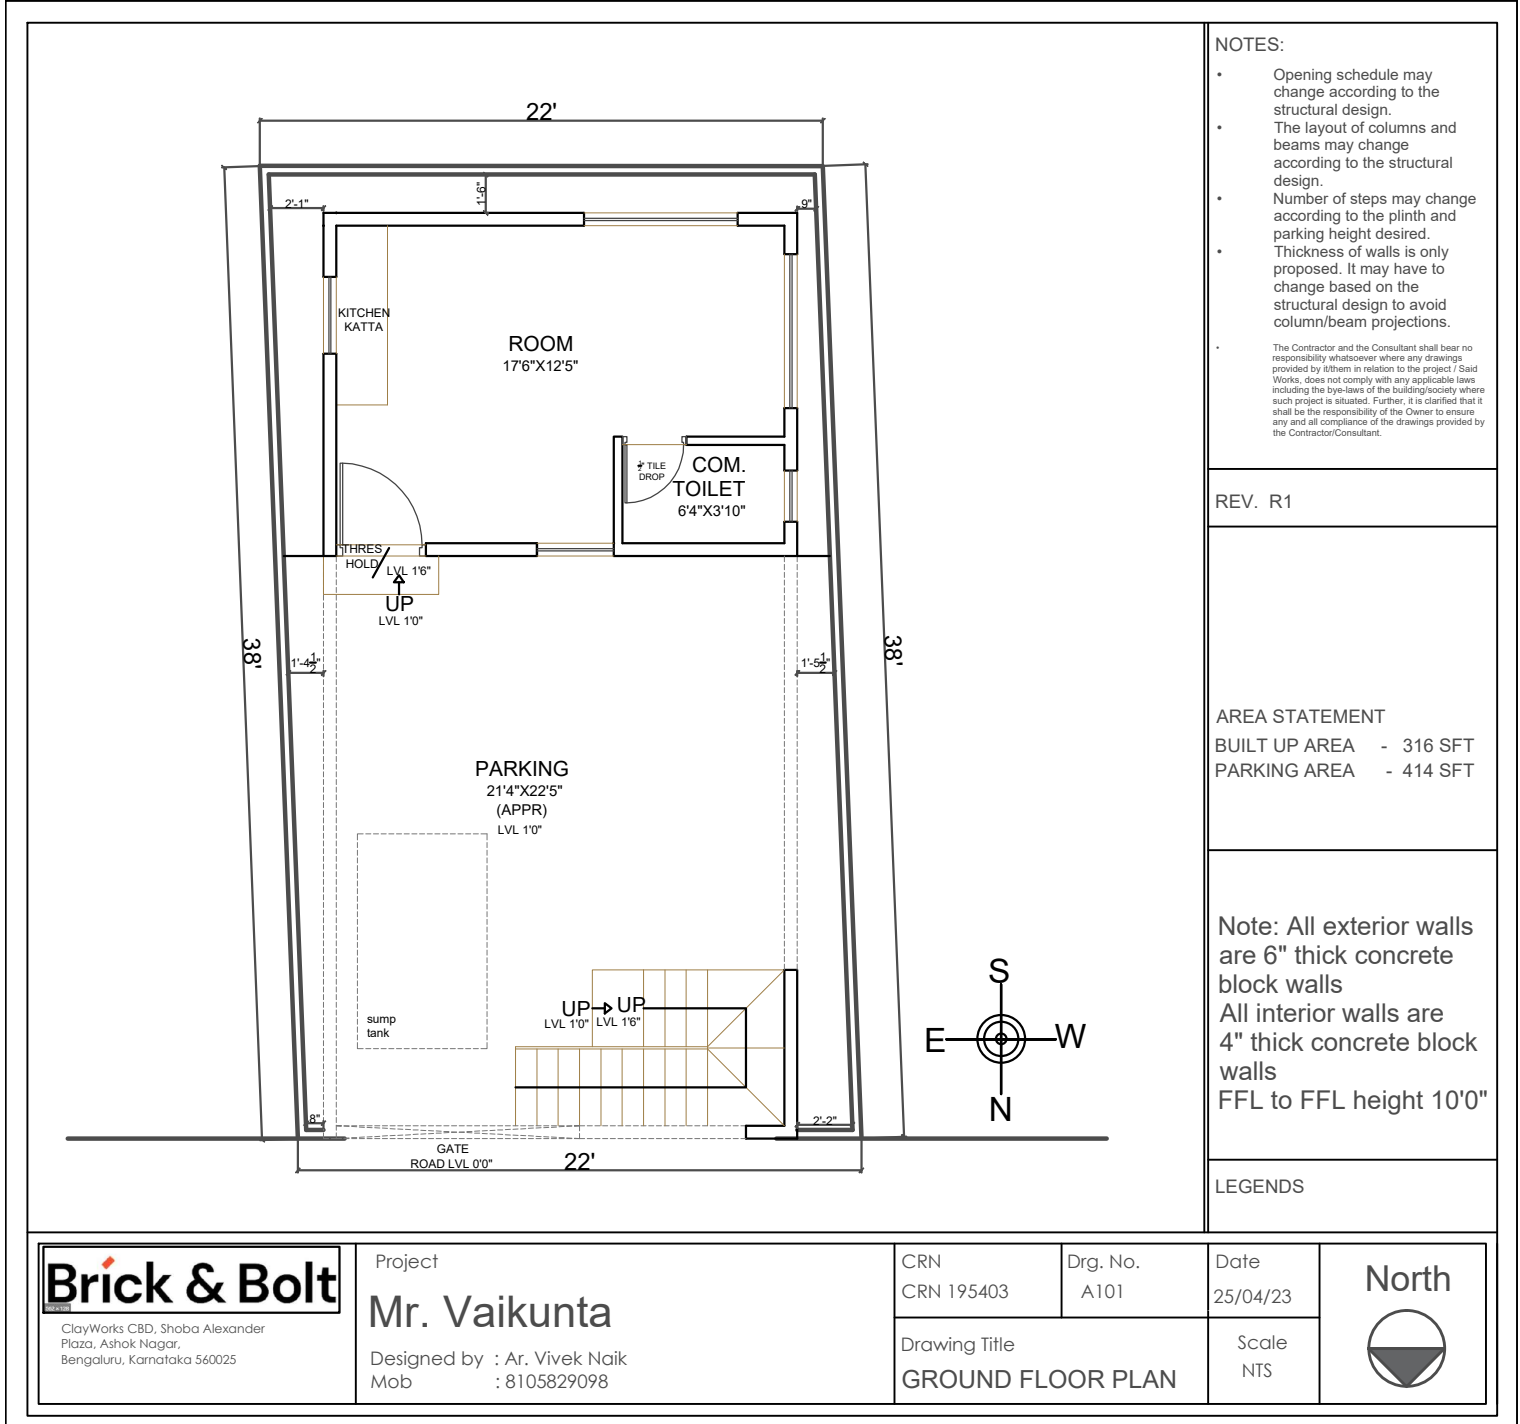 22'
2'-1"
1'-6"
9"
KITCHEN
KATTA
ROOM
17'6"X12'5"
1/2" TILE
DROP
COM.
TOILET
6'4"X3'10"
THRES
HOLD
LVL 1'6"
UP
LVL 1'0"
38'
38'
1'-4 1/2"
1'-5 1/2"
PARKING
21'4"X22'5"
(APPR)
LVL 1'0"
sump
tank
UP
LVL 1'0"
UP
LVL 1'6"
8"
2'-2"
GATE
ROAD LVL 0'0"
22'
S
E
W
N
NOTES:
• Opening schedule may
change according to the
structural design.
• The layout of columns and
beams may change
according to the structural
design.
• Number of steps may change
according to the plinth and
parking height desired.
• Thickness of walls is only
proposed. It may have to
change based on the
structural design to avoid
column/beam projections.
• The Contractor and the Consultant shall bear no
responsibility whatsoever where any drawings
provided by it/them in relation to the project / Said
Works, does not comply with any applicable laws
including the bye-laws of the building/society where
such project is situated. Further, it is clarified that it
shall be the responsibility of the Owner to ensure
any and all compliance of the drawings provided by
the Contractor/Consultant.
REV. R1
AREA STATEMENT
BUILT UP AREA - 316 SFT
PARKING AREA - 414 SFT
Note: All exterior walls
are 6" thick concrete
block walls
All interior walls are
4" thick concrete block
walls
FFL to FFL height 10'0"
LEGENDS
Brick & Bolt
ClayWorks CBD, Shoba Alexander
Plaza, Ashok Nagar,
Bengaluru, Karnataka 560025
Project
Mr. Vaikunta
Designed by : Ar. Vivek Naik
Mob : 8105829098
CRN
CRN 195403
Drg. No.
A101
Drawing Title
GROUND FLOOR PLAN
Date
25/04/23
Scale
NTS
North